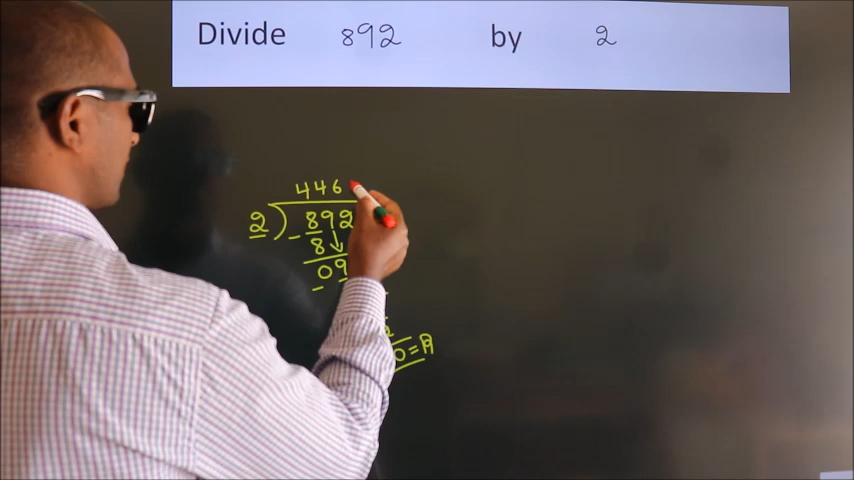 Divide 892 by 2
446
2 ) 892
- 8 ↓
09
0 = R